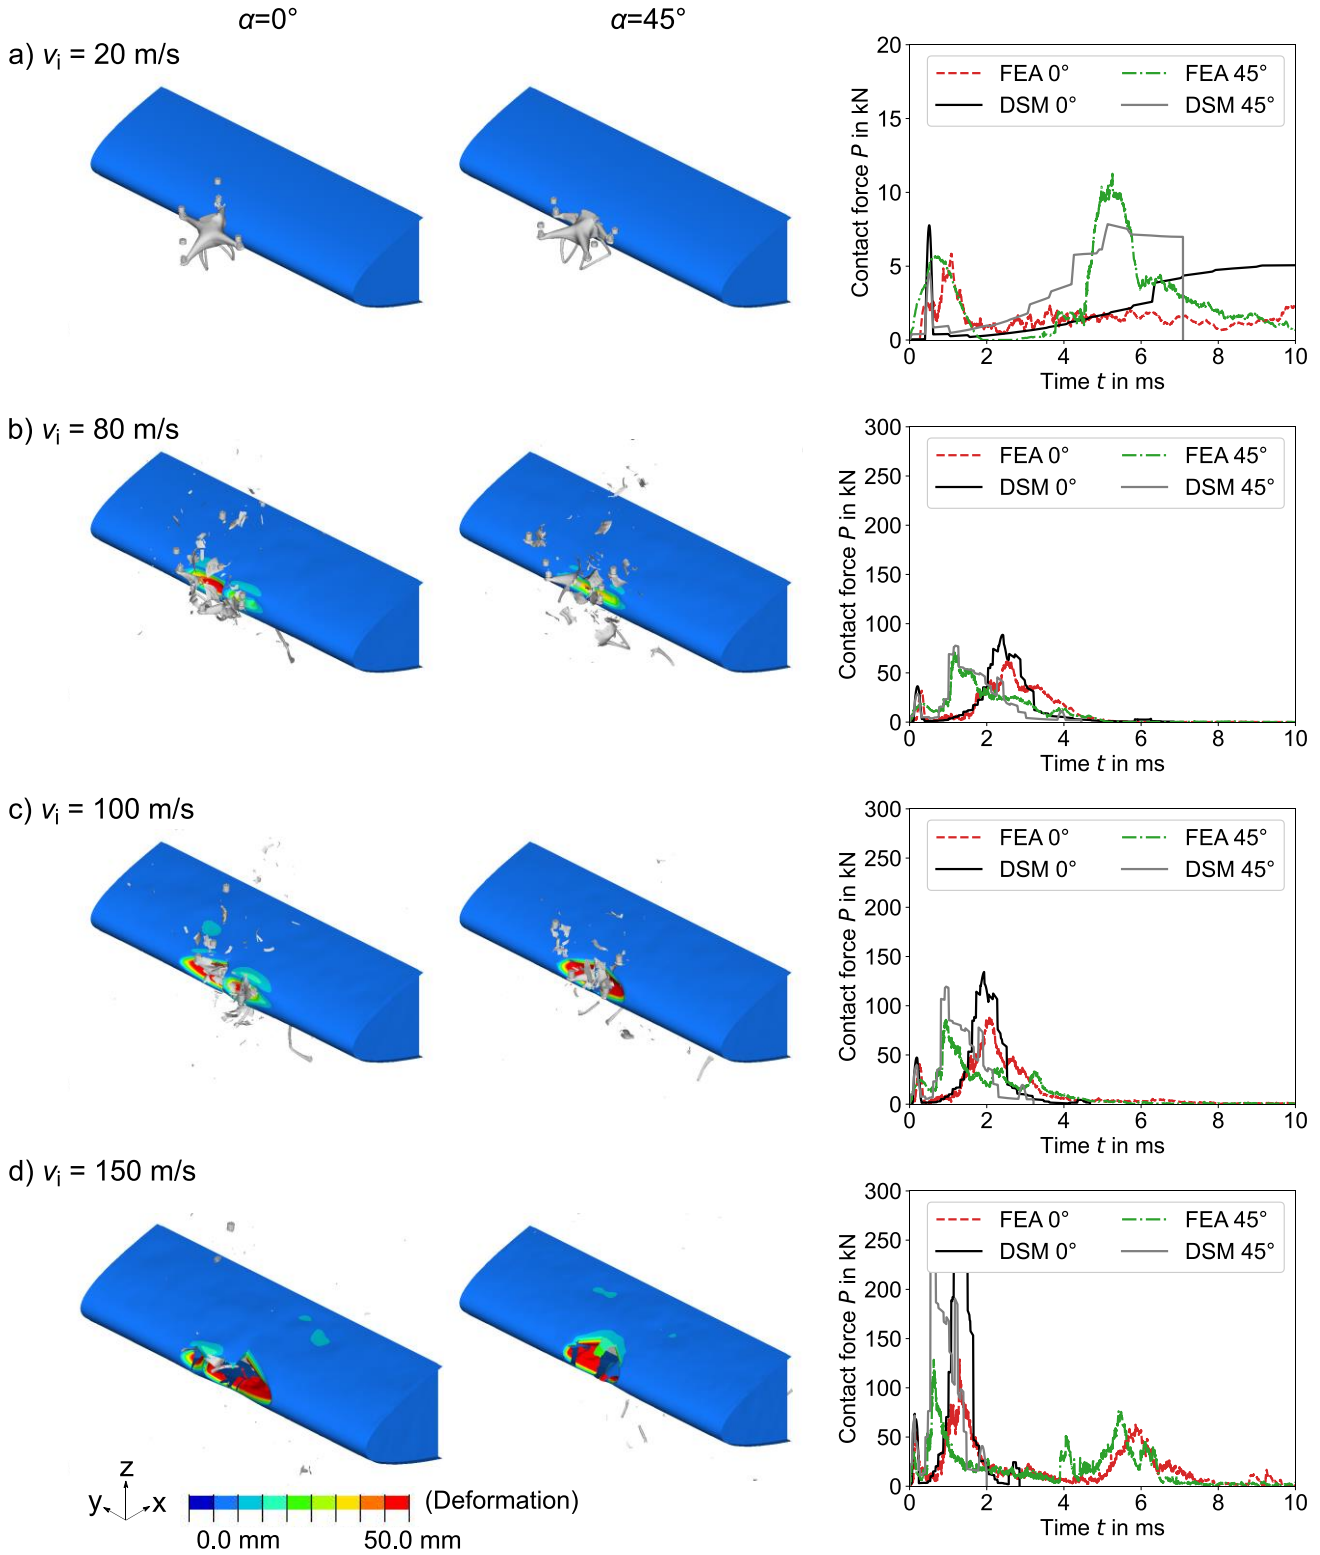 α=0°
α=45°
a) vi = 20 m/s
20
15
10
5
0
Contact force P in kN
FEA 0°
FEA 45°
DSM 0°
DSM 45°
0 2 4 6 8 10
Time t in ms
b) vi = 80 m/s
300
250
200
150
100
50
0
Contact force P in kN
FEA 0°
FEA 45°
DSM 0°
DSM 45°
0 2 4 6 8 10
Time t in ms
c) vi = 100 m/s
300
250
200
150
100
50
0
Contact force P in kN
FEA 0°
FEA 45°
DSM 0°
DSM 45°
0 2 4 6 8 10
Time t in ms
d) vi = 150 m/s
300
250
200
150
100
50
0
Contact force P in kN
FEA 0°
FEA 45°
DSM 0°
DSM 45°
0 2 4 6 8 10
Time t in ms
z
y
x
(Deformation)
0.0 mm
50.0 mm